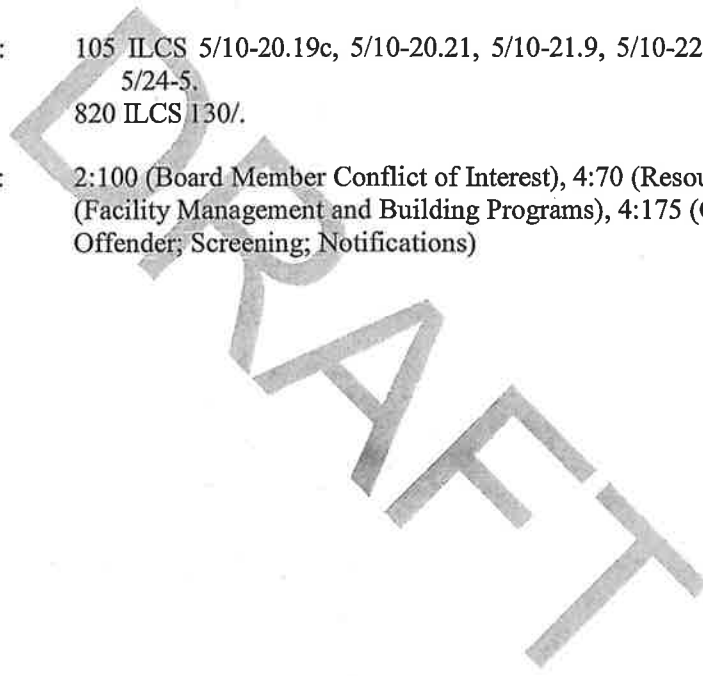 : 105 ILCS 5/10-20.19c, 5/10-20.21, 5/10-21.9, 5/10-22
5/24-5.
820 ILCS 130/.
: 2:100 (Board Member Conflict of Interest), 4:70 (Resou
(Facility Management and Building Programs), 4:175 (
Offender; Screening; Notifications)
DRAFT